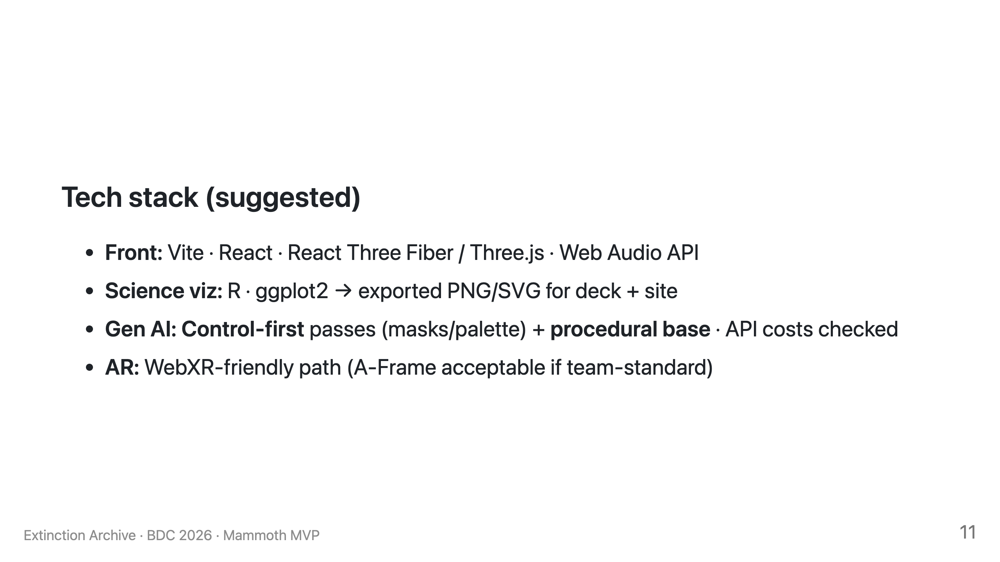 Tech stack (suggested)
• Front: Vite · React · React Three Fiber / Three.js · Web Audio API
• Science viz: R · ggplot2 → exported PNG/SVG for deck + site
• Gen AI: Control-first passes (masks/palette) + procedural base · API costs checked
• AR: WebXR-friendly path (A-Frame acceptable if team-standard)
Extinction Archive · BDC 2026 · Mammoth MVP
11